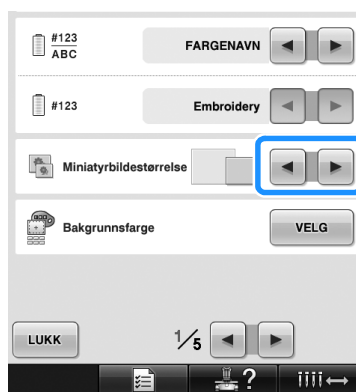 #123
ABC
FARGENAVN
#123
Embroidery
Miniatyrbildestørrelse
Bakgrunnsfarge
VELG
LUKK
1/5
?